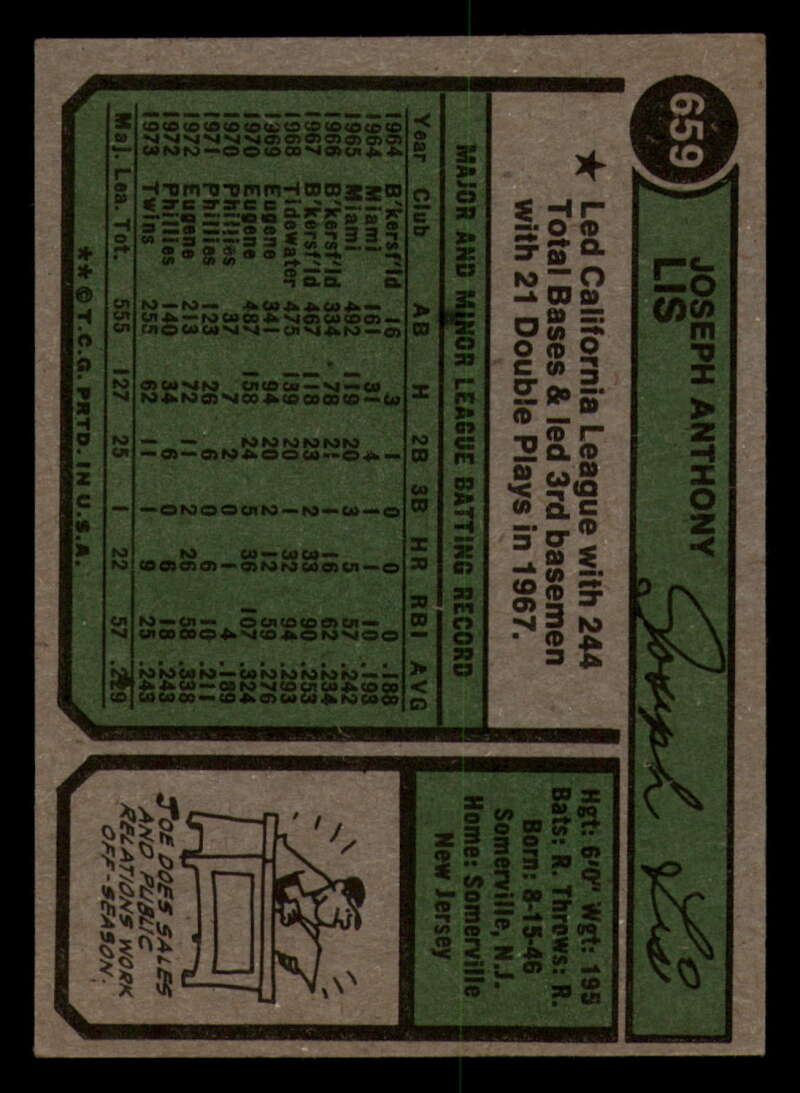 659
JOSEPH ANTHONY
LIS
Joseph Lis
★ Led California League with 244
Total Bases & led 3rd basemen
with 21 Double Plays in 1967.
MAJOR AND MINOR LEAGUE BATTING RECORD
Year Club AB H 2B 3B HR RBI AVG
1964 B'kersf'ld 16 3 1 0 0 0 .188
1964 Miami 161 31 4 1 1 10 .193
1965 Miami 492 119 20 3 5 57 .242
1966 B'kersf'ld 334 78 21 1 16 62 .234
1967 B'kersf'ld 467 118 23 2 33 90 .253
1968 Tidewater 475 139 20 1 32 94 .293
1969 Eugene 341 94 20 2 12 59 .276
1970 Eugene 487 158 24 5 36 107 .324
1970 Phillies 37 7 2 0 1 4 .189
1971 Phillies 123 26 6 0 6 10 .211
1972 Eugene 213 72 11 2 26 58 .338
1972 Phillies 140 34 6 0 6 18 .243
1973 Twins 255 62 11 1 9 25 .243
Maj. Lea. Tot. 555 127 25 1 22 57 .229
** © T.C.G. PRTD. IN U.S.A.
Hgt: 6'0" Wgt: 195
Bats: R. Throws: R.
Born: 8-15-46
Somerville, N.J.
Home: Somerville
New Jersey
JOE DOES SALES
AND PUBLIC
RELATIONS WORK
OFF-SEASON.